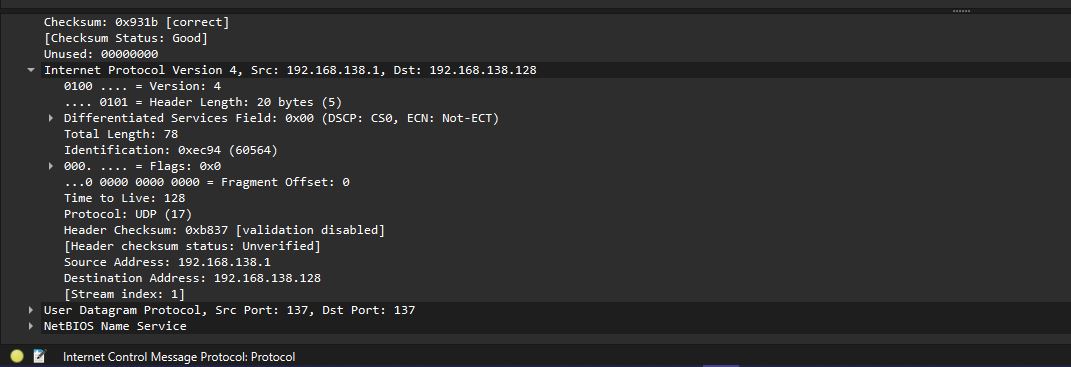 Checksum: 0x931b [correct]
[Checksum Status: Good]
Unused: 00000000
Internet Protocol Version 4, Src: 192.168.138.1, Dst: 192.168.138.128
0100 .... = Version: 4
.... 0101 = Header Length: 20 bytes (5)
Differentiated Services Field: 0x00 (DSCP: CS0, ECN: Not-ECT)
Total Length: 78
Identification: 0xec94 (60564)
000. .... = Flags: 0x0
...0 0000 0000 0000 = Fragment Offset: 0
Time to Live: 128
Protocol: UDP (17)
Header Checksum: 0xb837 [validation disabled]
[Header checksum status: Unverified]
Source Address: 192.168.138.1
Destination Address: 192.168.138.128
[Stream index: 1]
User Datagram Protocol, Src Port: 137, Dst Port: 137
NetBIOS Name Service
Internet Control Message Protocol: Protocol